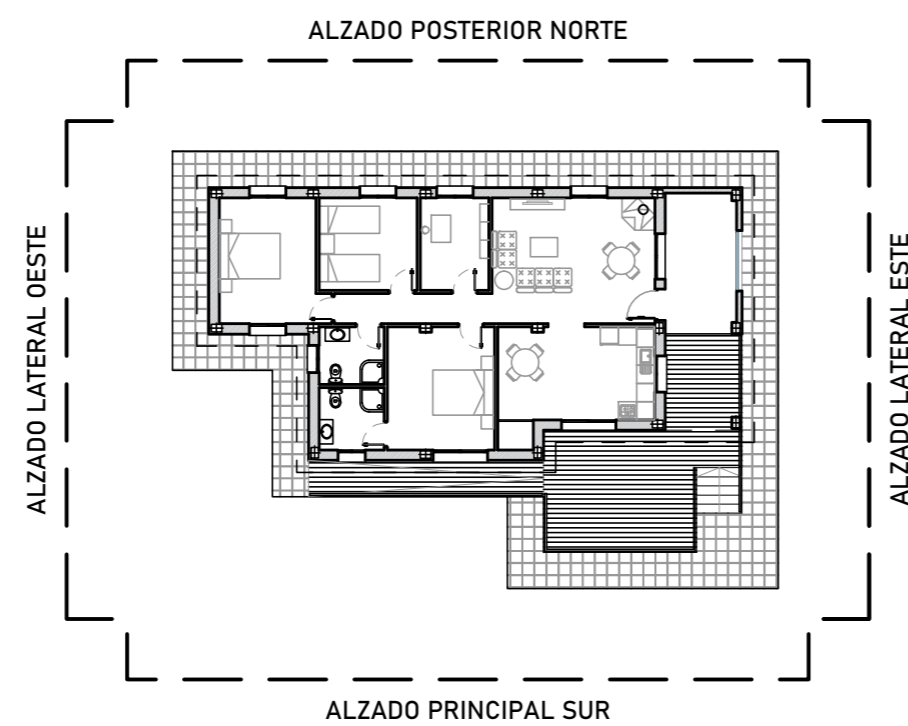 ALZADO POSTERIOR NORTE
ALZADO LATERAL OESTE
ALZADO LATERAL ESTE
ALZADO PRINCIPAL SUR